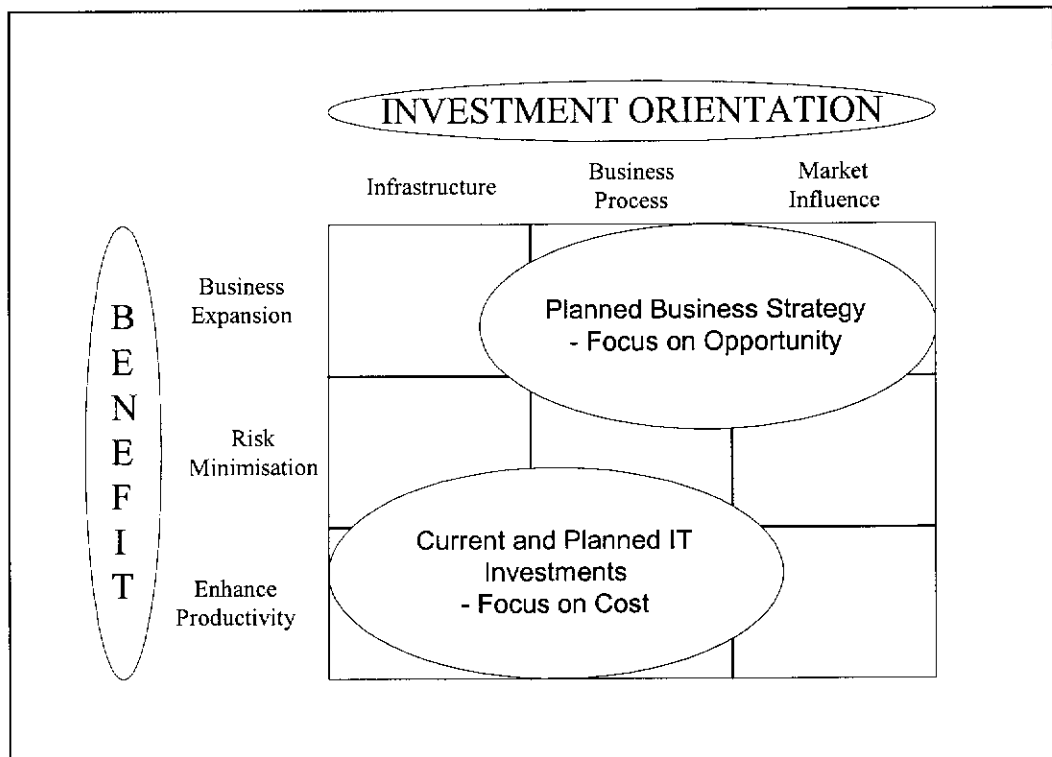 INVESTMENT ORIENTATION
Infrastructure
Business
Process
Market
Influence
B
E
N
E
F
I
T
Business
Expansion
Planned Business Strategy
- Focus on Opportunity
Risk
Minimisation
Current and Planned IT
Investments
- Focus on Cost
Enhance
Productivity